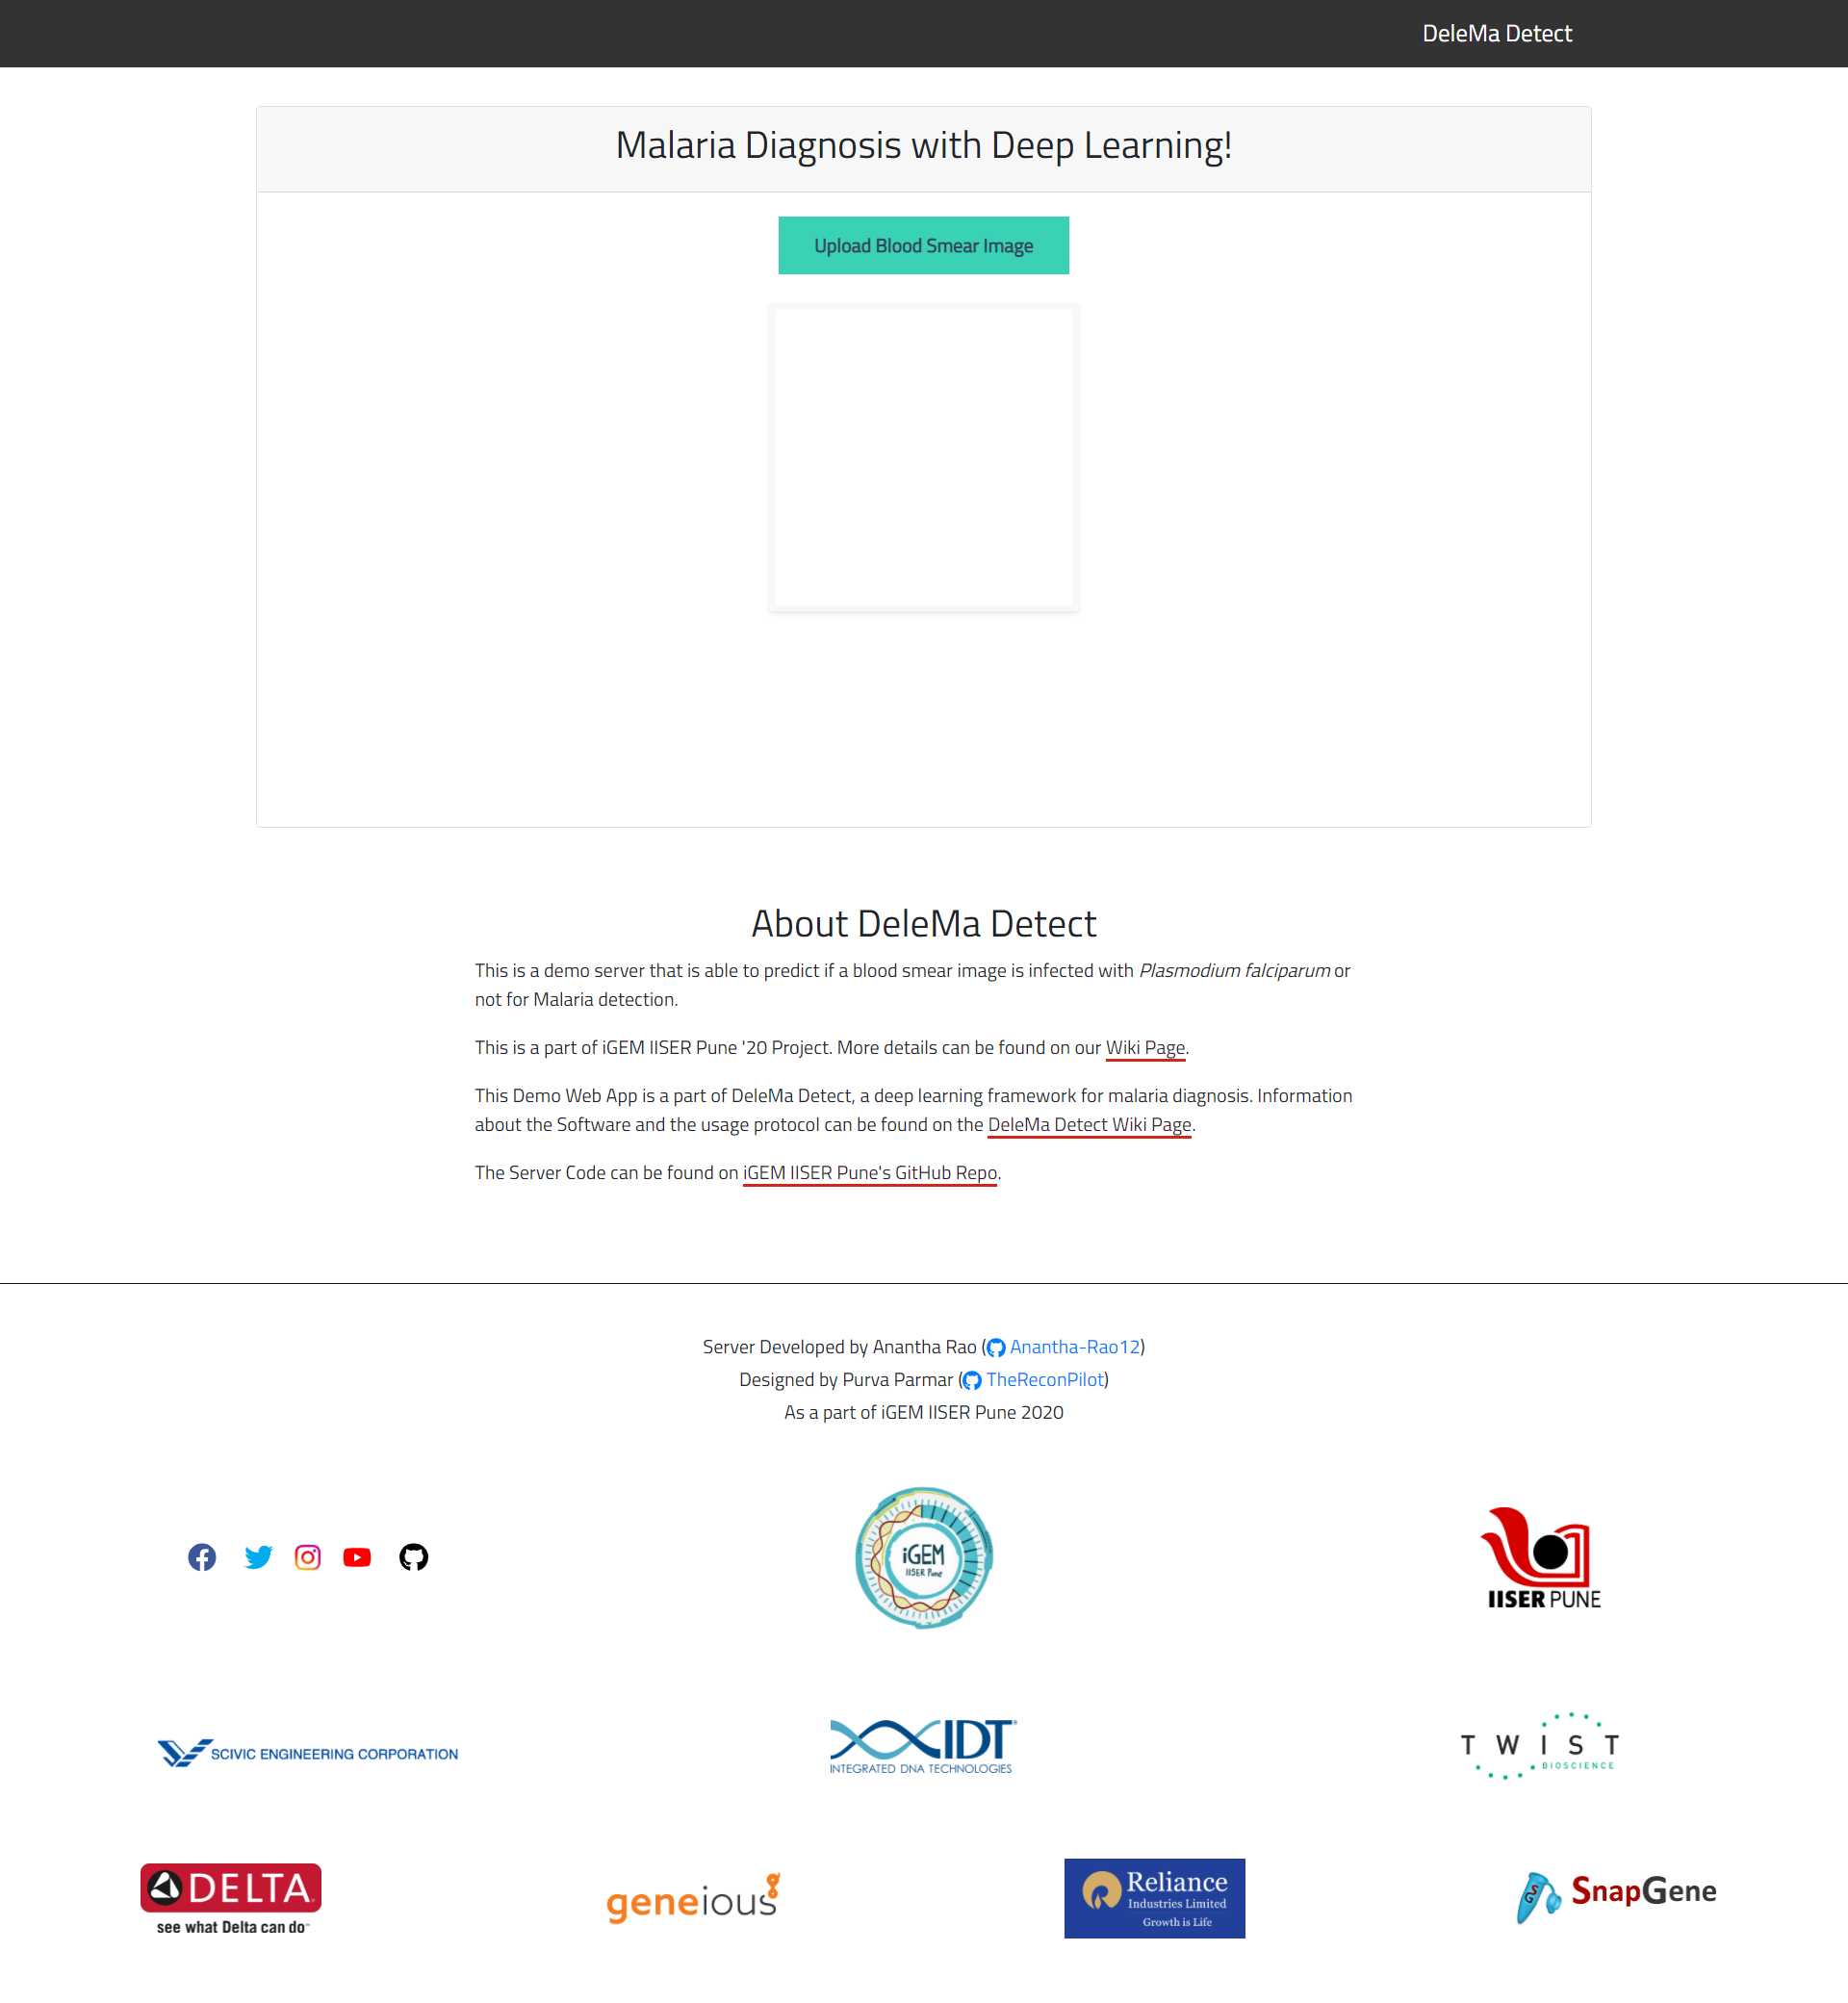 DeleMa Detect
Malaria Diagnosis with Deep Learning!
Upload Blood Smear Image
About DeleMa Detect
This is a demo server that is able to predict if a blood smear image is infected with Plasmodium falciparum or
not for Malaria detection.
This is a part of iGEM IISER Pune '20 Project. More details can be found on our Wiki Page.
This Demo Web App is a part of DeleMa Detect, a deep learning framework for malaria diagnosis. Information
about the Software and the usage protocol can be found on the DeleMa Detect Wiki Page.
The Server Code can be found on iGEM IISER Pune's GitHub Repo.
Server Developed by Anantha Rao (Anantha-Rao12)
Designed by Purva Parmar (TheReconPilot)
As a part of iGEM IISER Pune 2020
iGEM
IISER Pune
IISER PUNE
SCIVIC ENGINEERING CORPORATION
IDT
INTEGRATED DNA TECHNOLOGIES
TWIST
BIOSCIENCE
DELTA
see what Delta can do™
geneious
Reliance
Industries Limited
Growth is Life
SG
SnapGene